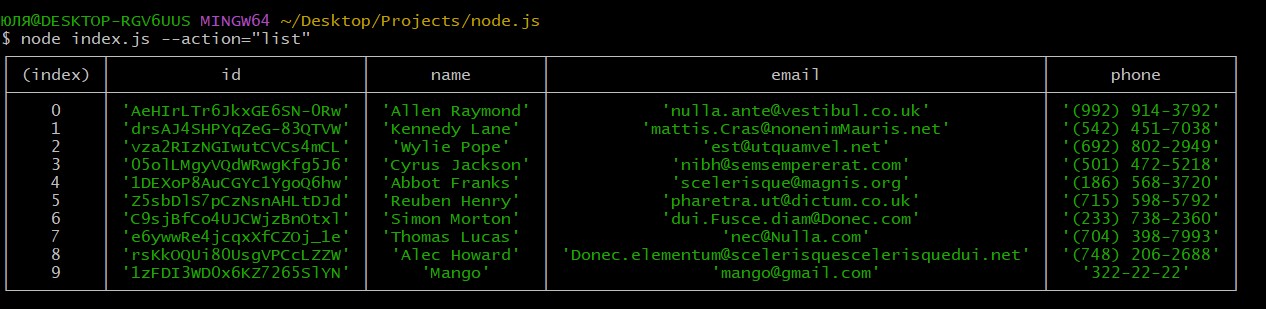 ЮЛЯ@DESKTOP-RGV6UUS MINGW64 ~/Desktop/Projects/node.js
$ node index.js --action="list"
(index) id name email phone
0 'AeHIrLTr6JkxGE6SN-0Rw' 'Allen Raymond' 'nulla.ante@vestibul.co.uk' '(992) 914-3792'
1 'drsAJ4SHPYqZeG-83QTVW' 'Kennedy Lane' 'mattis.Cras@nonenimMauris.net' '(542) 451-7038'
2 'vza2RIzNGIwutCVCs4mCL' 'Wylie Pope' 'est@utquamvel.net' '(692) 802-2949'
3 '05olLMgyVQdWRwgKfg5J6' 'Cyrus Jackson' 'nibh@semsempererat.com' '(501) 472-5218'
4 '1DEXoP8AuCGYc1YgoQ6hw' 'Abbot Franks' 'scelerisque@magnis.org' '(186) 568-3720'
5 'Z5sbDlS7pCzNsnAHLtDJd' 'Reuben Henry' 'pharetra.ut@dictum.co.uk' '(715) 598-5792'
6 'C9sjBfCo4UJCWjzBnOtxl' 'Simon Morton' 'dui.Fusce.diam@Donec.com' '(233) 738-2360'
7 'e6ywwRe4jcqxXfCZOj_1e' 'Thomas Lucas' 'nec@Nulla.com' '(704) 398-7993'
8 'rsKkOQUi80UsgVPCcLZZW' 'Alec Howard' 'Donec.elementum@scelerisquescelerisquedui.net' '(748) 206-2688'
9 '1zFDI3WD0x6KZ7265SlYN' 'Mango' 'mango@gmail.com' '322-22-22'